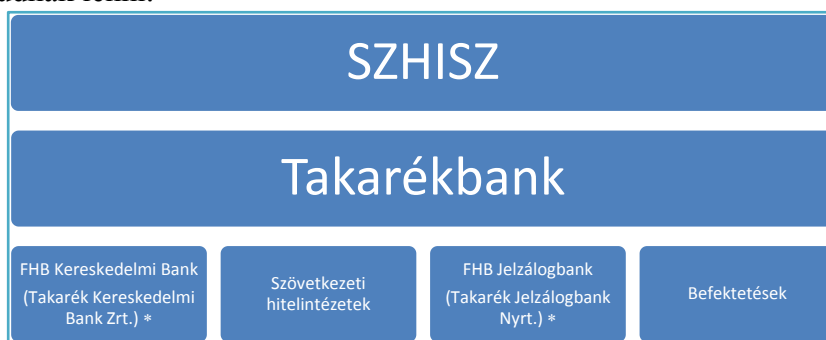 SZHISZ
Takarékbank
FHB Kereskedelmi Bank
(Takarék Kereskedelmi
Bank Zrt.) *
Szövetkezeti
hitelintézetek
FHB Jelzálogbank
(Takarék Jelzálogbank
Nyrt.) *
Befektetések